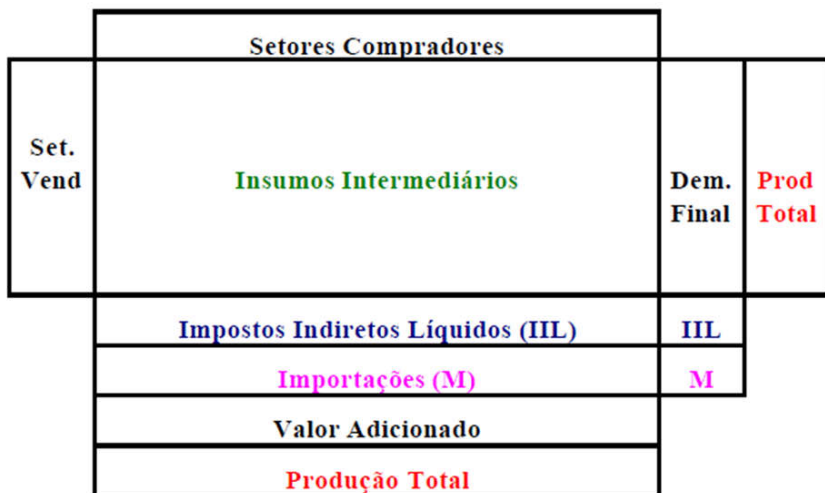 Setores Compradores
Set.
Vend
Insumos Intermediários
Dem.
Final
Prod
Total
Impostos Indiretos Líquidos (IIL)
IIL
Importações (M)
M
Valor Adicionado
Produção Total